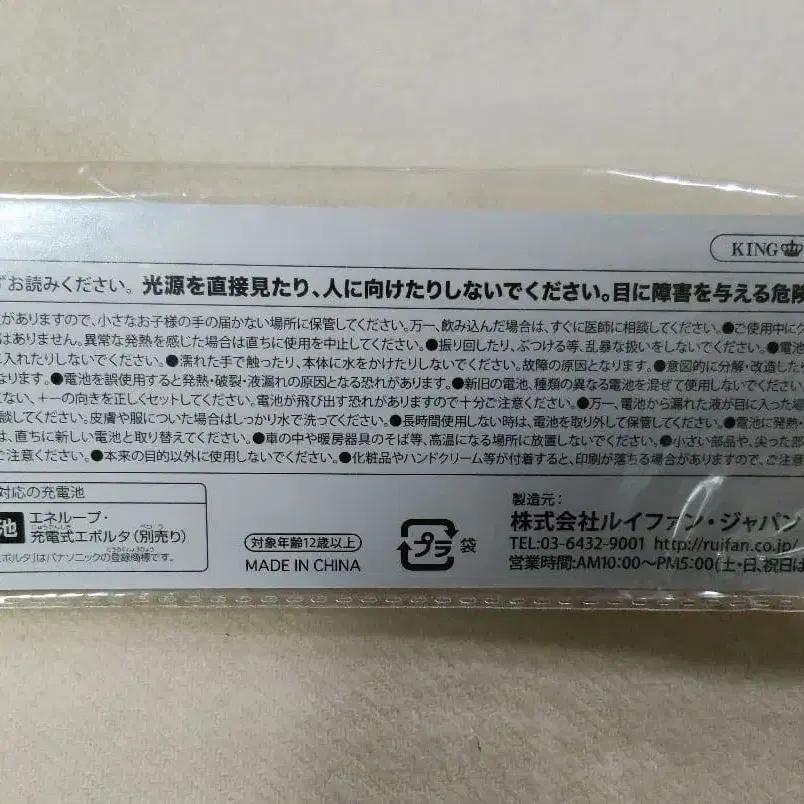 KING
ずお読みください。光源を直接見たり、人に向けたりしないでください。目に障害を与える危険
がありますので、小さなお子様の手の届かない場所に保管してください。万一、飲み込んだ場合は、すぐに医師に相談してください。●ご使用中に
はありません。異常な発熱を感じた場合は直ちに使用を中止してください。●振り回したり、ぶつける等、乱暴な扱いをしないでください。●電池
に入れたりしないでください。●濡れた手で触ったり、本体に水をかけたりしないでください。故障の原因となります。●意図的に分解・改造したり
なります。●電池を誤使用すると発熱・破裂・液漏れの原因となる恐れがあります。●新旧の電池、種類の異なる電池を混ぜて使用しないでください
えない、+ーの向きを正しくセットしてください。電池が飛び出す恐れがありますので十分ご注意ください。●万一、電池から漏れた液が目に入った場
談してください。皮膚や服についた場合はしっかり水で洗ってください。●長時間使用しない時は、電池を取り外して保管してください。●電池に発熱・
は、直ちに新しい電池と取り替えてください。●車の中や暖房器具のそば等、高温になる場所に放置しないでください。●小さい部品や、尖った部
ご注意ください。●本来の目的以外に使用しないでください。●化粧品やハンドクリーム等が付着すると、印刷が落ちる場合がありますので、ご注意
対応の充電池
池 エネループ・
充電式エボルタ(別売り)
エボルタ」はパナソニックの登録商標です。
対象年齢12歳以上
MADE IN CHINA
プラ 袋
製造元:
株式会社ルイファン・ジャパン
TEL:03-6432-9001 http://ruifan.co.jp/
営業時間:AM10:00〜PM5:00(土・日、祝日は